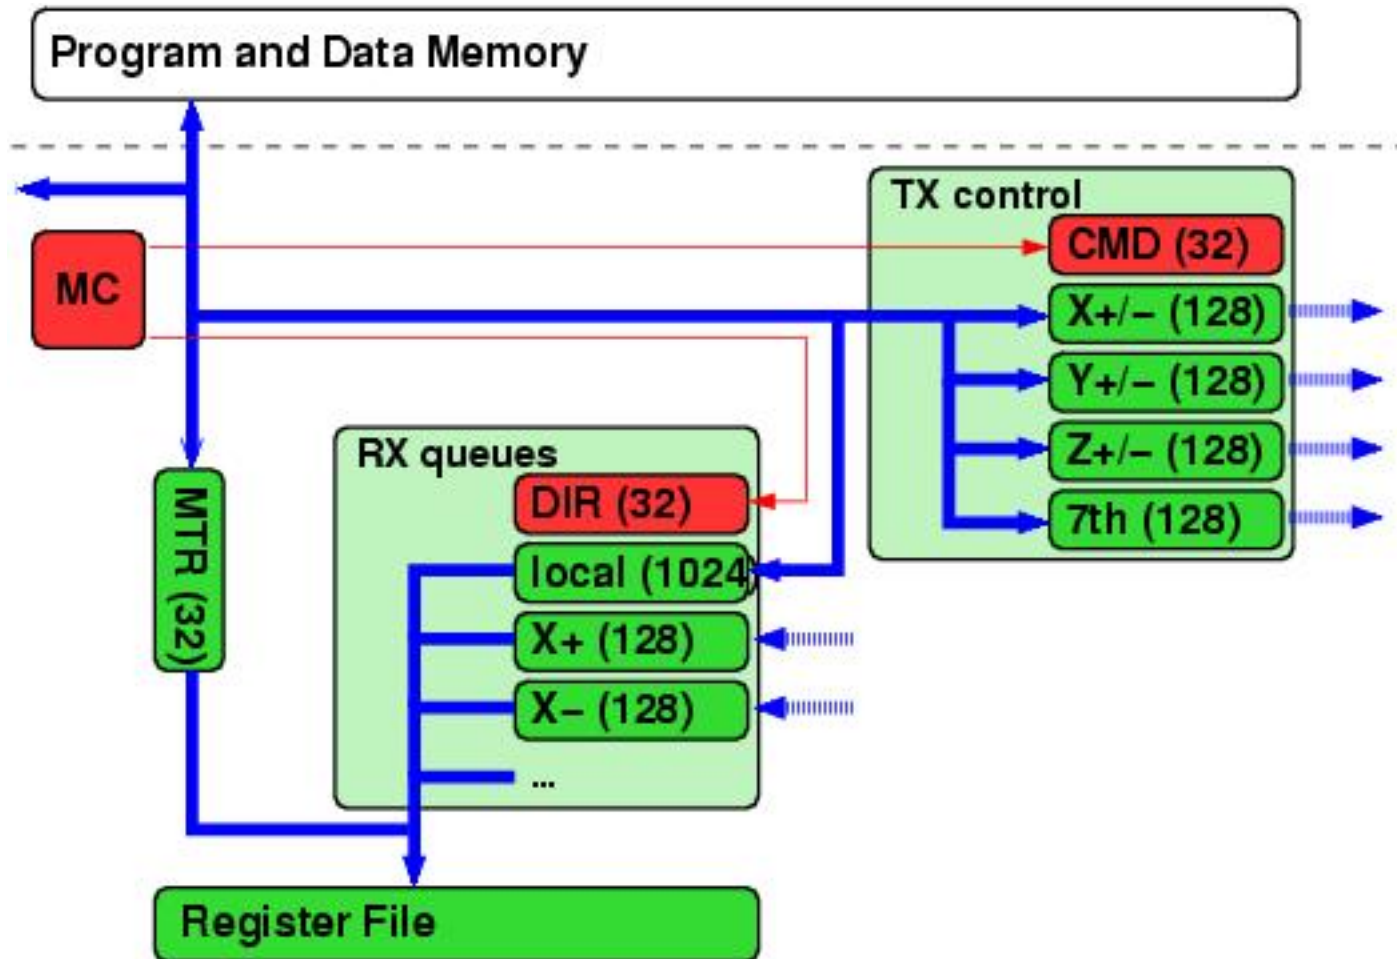 Program and Data Memory
TX control
CMD (32)
MC
X+/− (128)
Y+/− (128)
Z+/− (128)
7th (128)
RX queues
DIR (32)
local (1024)
X+ (128)
X− (128)
...
MTR (32)
Register File